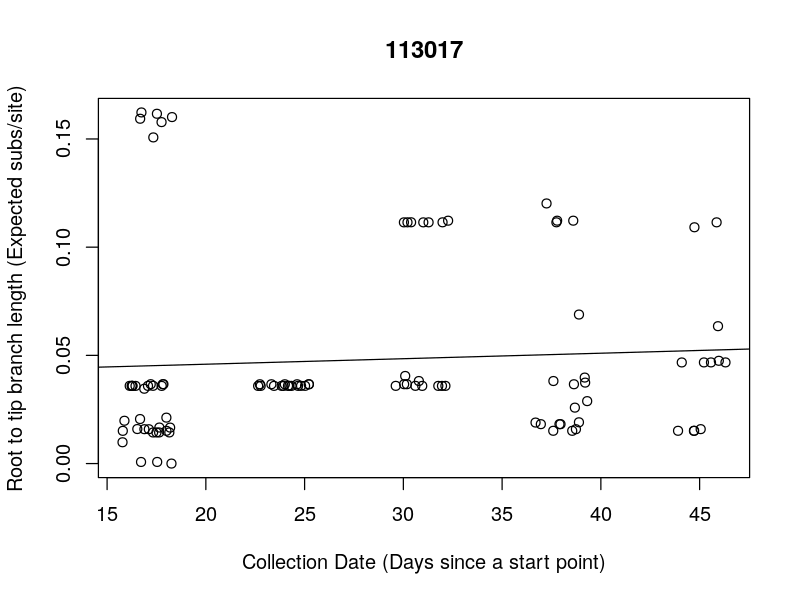 113017
Root to tip branch length (Expected subs/site)
0.15
0.10
0.05
0.00
15 20 25 30 35 40 45
Collection Date (Days since a start point)